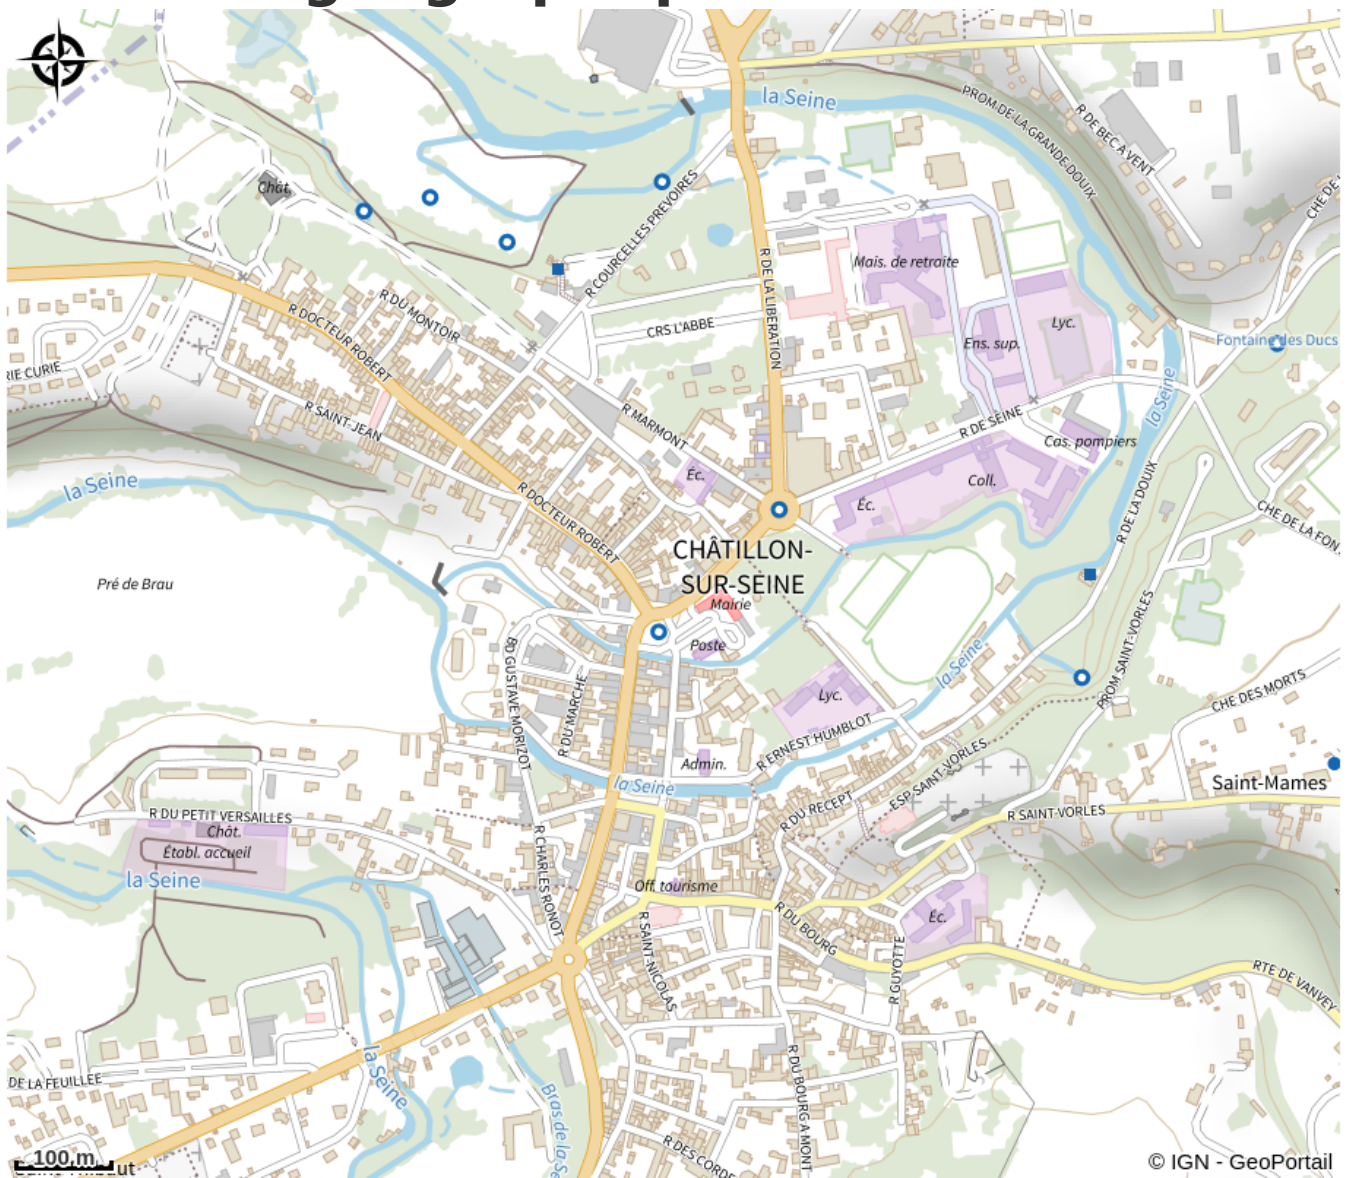 la Seine
PROM DE LA GRANDE DOUIX
R DE BEC A VENT
Chât.
R COURCELLES PREVOIRES
CHE DE
R DE LA LIBERATION
Mais. de retraite
R DU MONTOIR
R DOCTEUR ROBERT
CRS L'ABBE
Lyc.
Ens. sup.
Fontaine des Ducs
RIE CURIE
la Seine
R SAINT-JEAN
R MARMONT
R DE SEINE
Cas. pompiers
la Seine
Éc.
Coll.
R DOCTEUR ROBERT
Éc.
R DE LA DOUIX
CHE DE LA FON
CHÂTILLON-
SUR-SEINE
Pré de Brau
Mairie
Poste
PROM SAINT-VORLES
BD GUSTAVE MORIZOT
R DU MARCHE
la Seine
Lyc.
CHE DES MORTS
R ERNEST HUMBLOT
Admin.
ESP SAINT-VORLES
la Seine
Saint-Mames
R DU RECEPT
R SAINT-VORLES
R DU PETIT VERSAILLES
Chât.
Établ. accueil
R CHARLES RONOT
la Seine
Off. tourisme
R DU BOURG
Éc.
R SAINT-NICOLAS
R GUYOTTE
RTE DE VANVEY
la Seine
DE LA FEUILLEE
Bras de la Se
R DU BOURG-A-MONT
R DES CORDE
100 m
© IGN - GeoPortail